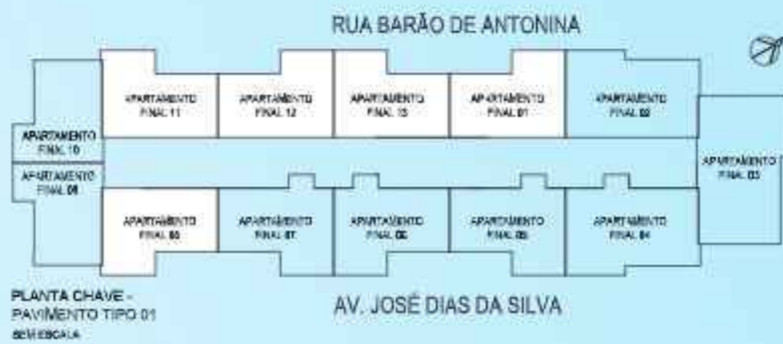 RUA BARÃO DE ANTONINA
APARTAMENTO
FINAL 11
APARTAMENTO
FINAL 12
APARTAMENTO
FINAL 13
APARTAMENTO
FINAL 01
APARTAMENTO
FINAL 02
APARTAMENTO
FINAL 10
APARTAMENTO
FINAL 09
APARTAMENTO
FINAL 03
APARTAMENTO
FINAL 08
APARTAMENTO
FINAL 07
APARTAMENTO
FINAL 06
APARTAMENTO
FINAL 05
APARTAMENTO
FINAL 04
PLANTA CHAVE -
PAVIMENTO TIPO 01
SEM ESCALA
AV. JOSÉ DIAS DA SILVA